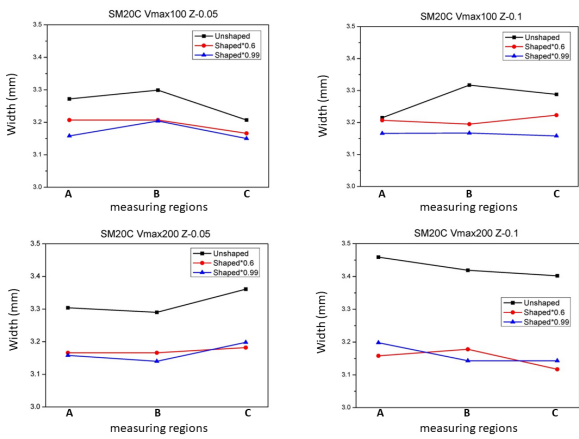 SM20C Vmax100 Z-0.05
3.5
3.4
3.3
3.2
3.1
3.0
Width (mm)
Unshaped
Shaped*0.6
Shaped*0.99
A B C
measuring regions
SM20C Vmax100 Z-0.1
3.5
3.4
3.3
3.2
3.1
3.0
Width (mm)
Unshaped
Shaped*0.6
Shaped*0.99
A B C
measuring regions
SM20C Vmax200 Z-0.05
3.5
3.4
3.3
3.2
3.1
3.0
Width (mm)
Unshaped
Shaped*0.6
Shaped*0.99
A B C
measuring regions
SM20C Vmax200 Z-0.1
3.5
3.4
3.3
3.2
3.1
3.0
Width (mm)
Unshaped
Shaped*0.6
Shaped*0.99
A B C
measuring regions